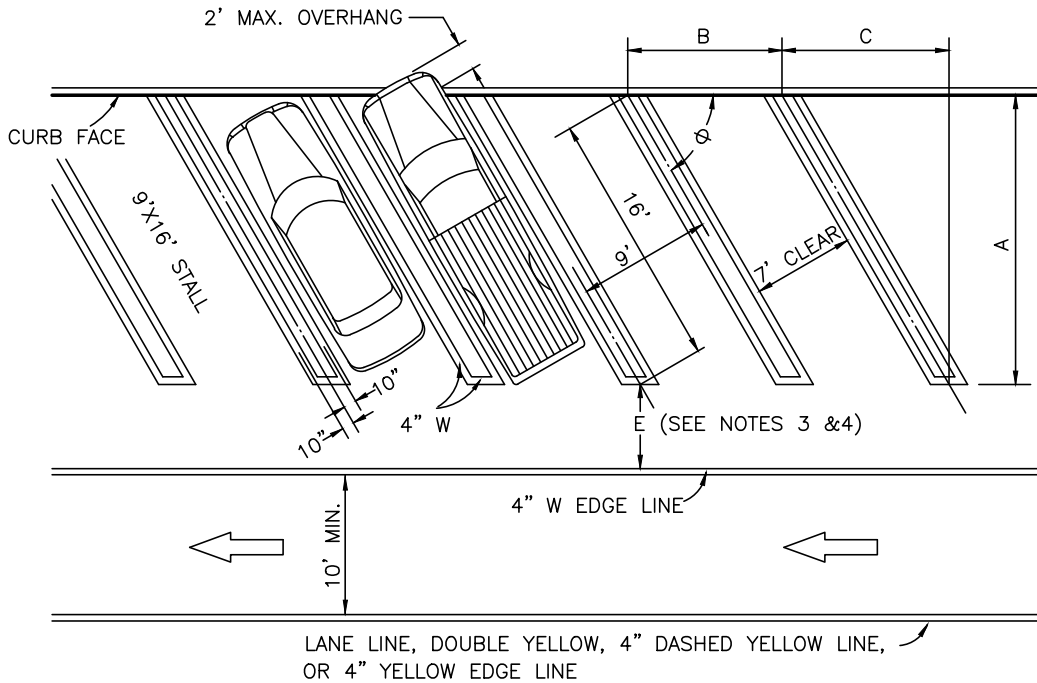 2' MAX. OVERHANG
B
C
CURB FACE
Φ
9'X16' STALL
16'
9'
7' CLEAR
A
10"
10"
4" W
E (SEE NOTES 3 &4)
4" W EDGE LINE
10' MIN.
LANE LINE, DOUBLE YELLOW, 4" DASHED YELLOW LINE,
OR 4" YELLOW EDGE LINE